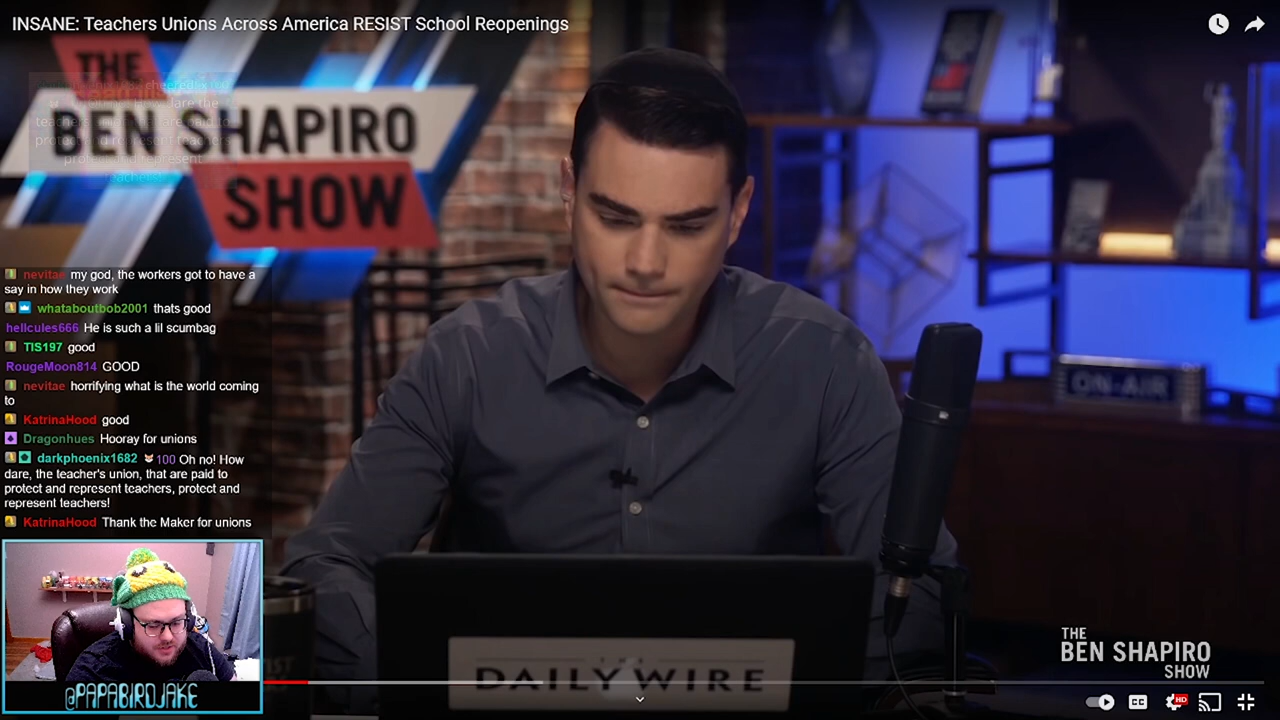 INSANE: Teachers Unions Across America RESIST School Reopenings
THE
BEN SHAPIRO
SHOW
nevitae my god, the workers got to have a
say in how they work
whataboutbob2001 thats good
hellcules666 He is such a lil scumbag
TIS197 good
RougeMoon814 GOOD
nevitae horrifying what is the world coming
to
KatrinaHood good
Dragonhues Hooray for unions
darkphoenix1682 100 Oh no! How
dare, the teacher's union, that are paid to
protect and represent teachers, protect and
represent teachers!
KatrinaHood Thank the Maker for unions
ON-AIR
@PAPABIRDJAKE
THE
DAILY WIRE
THE
BEN SHAPIRO
SHOW
CC
HD